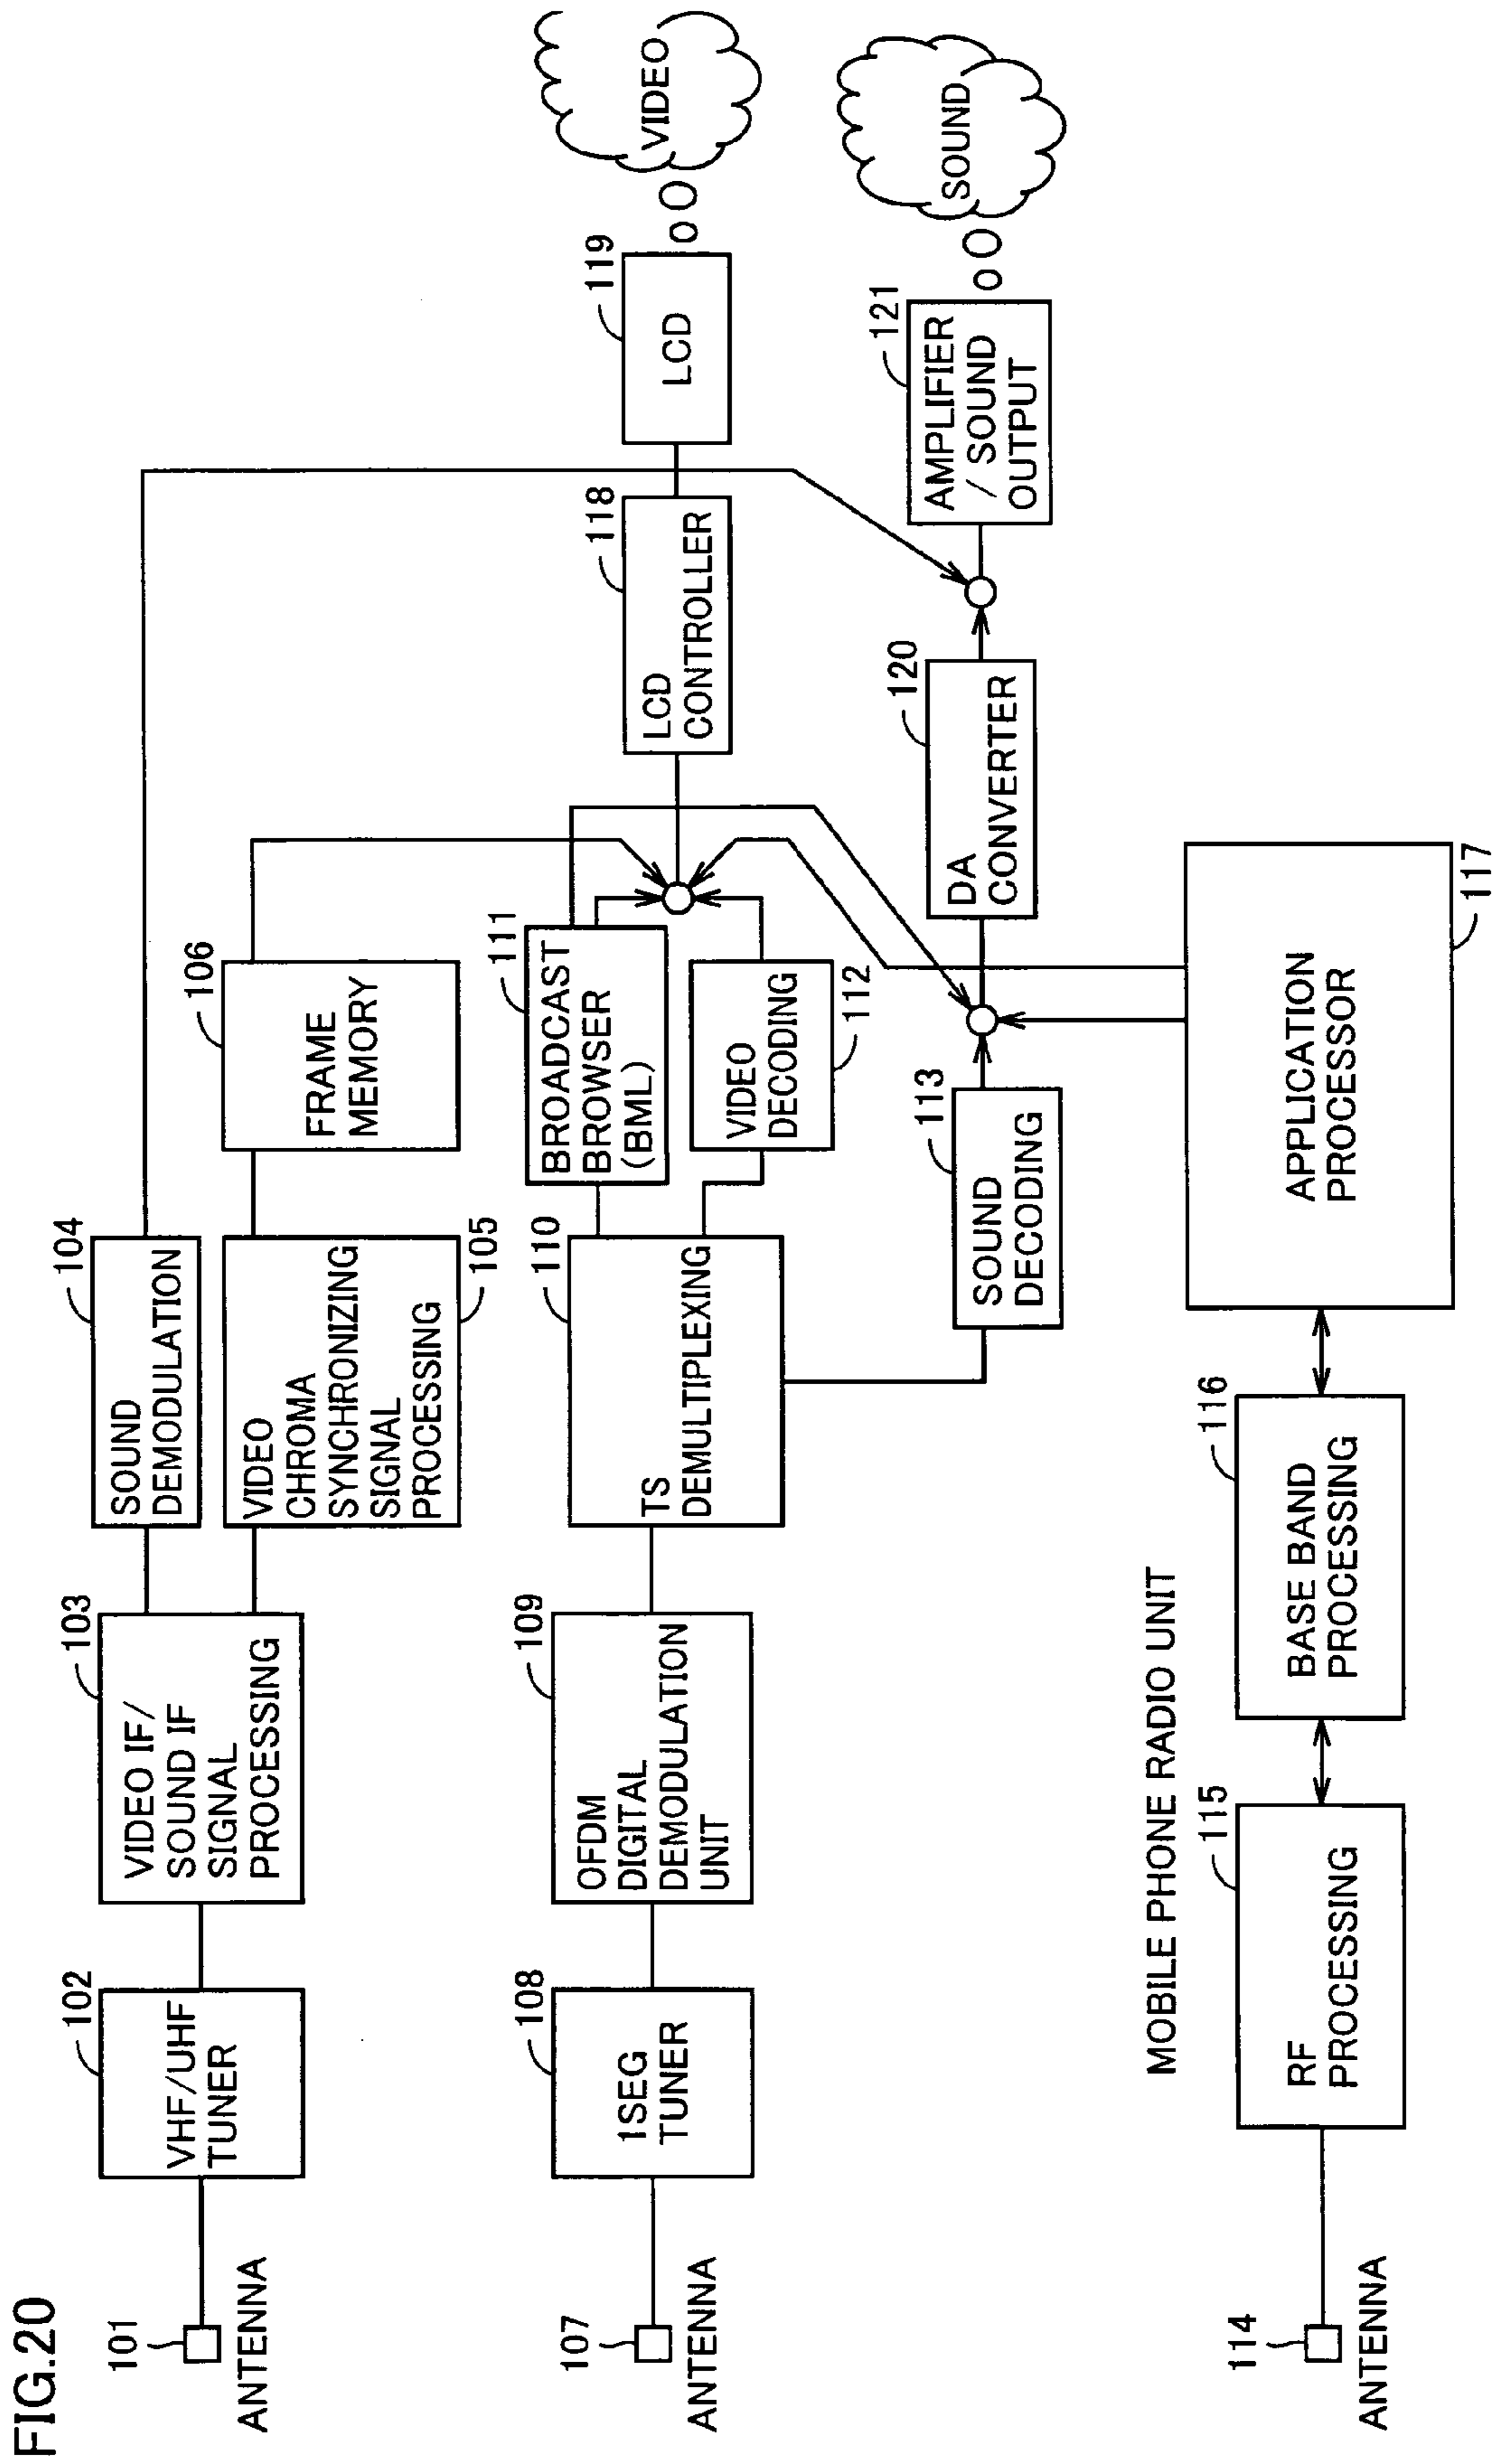 FIG.20
101
ANTENNA
102
VHF/UHF
TUNER
103
VIDEO IF/
SOUND IF
SIGNAL
PROCESSING
104
SOUND
DEMODULATION
VIDEO
CHROMA
SYNCHRONIZING
SIGNAL
PROCESSING
105
106
FRAME
MEMORY
107
ANTENNA
108
1SEG
TUNER
109
OFDM
DIGITAL
DEMODULATION
UNIT
110
TS
DEMULTIPLEXING
111
BROADCAST
BROWSER
(BML)
VIDEO
DECODING
112
113
SOUND
DECODING
118
LCD
CONTROLLER
119
LCD
VIDEO
120
DA
CONVERTER
121
AMPLIFIER
/ SOUND
OUTPUT
SOUND
MOBILE PHONE RADIO UNIT
114
ANTENNA
115
RF
PROCESSING
116
BASE BAND
PROCESSING
APPLICATION
PROCESSOR
117